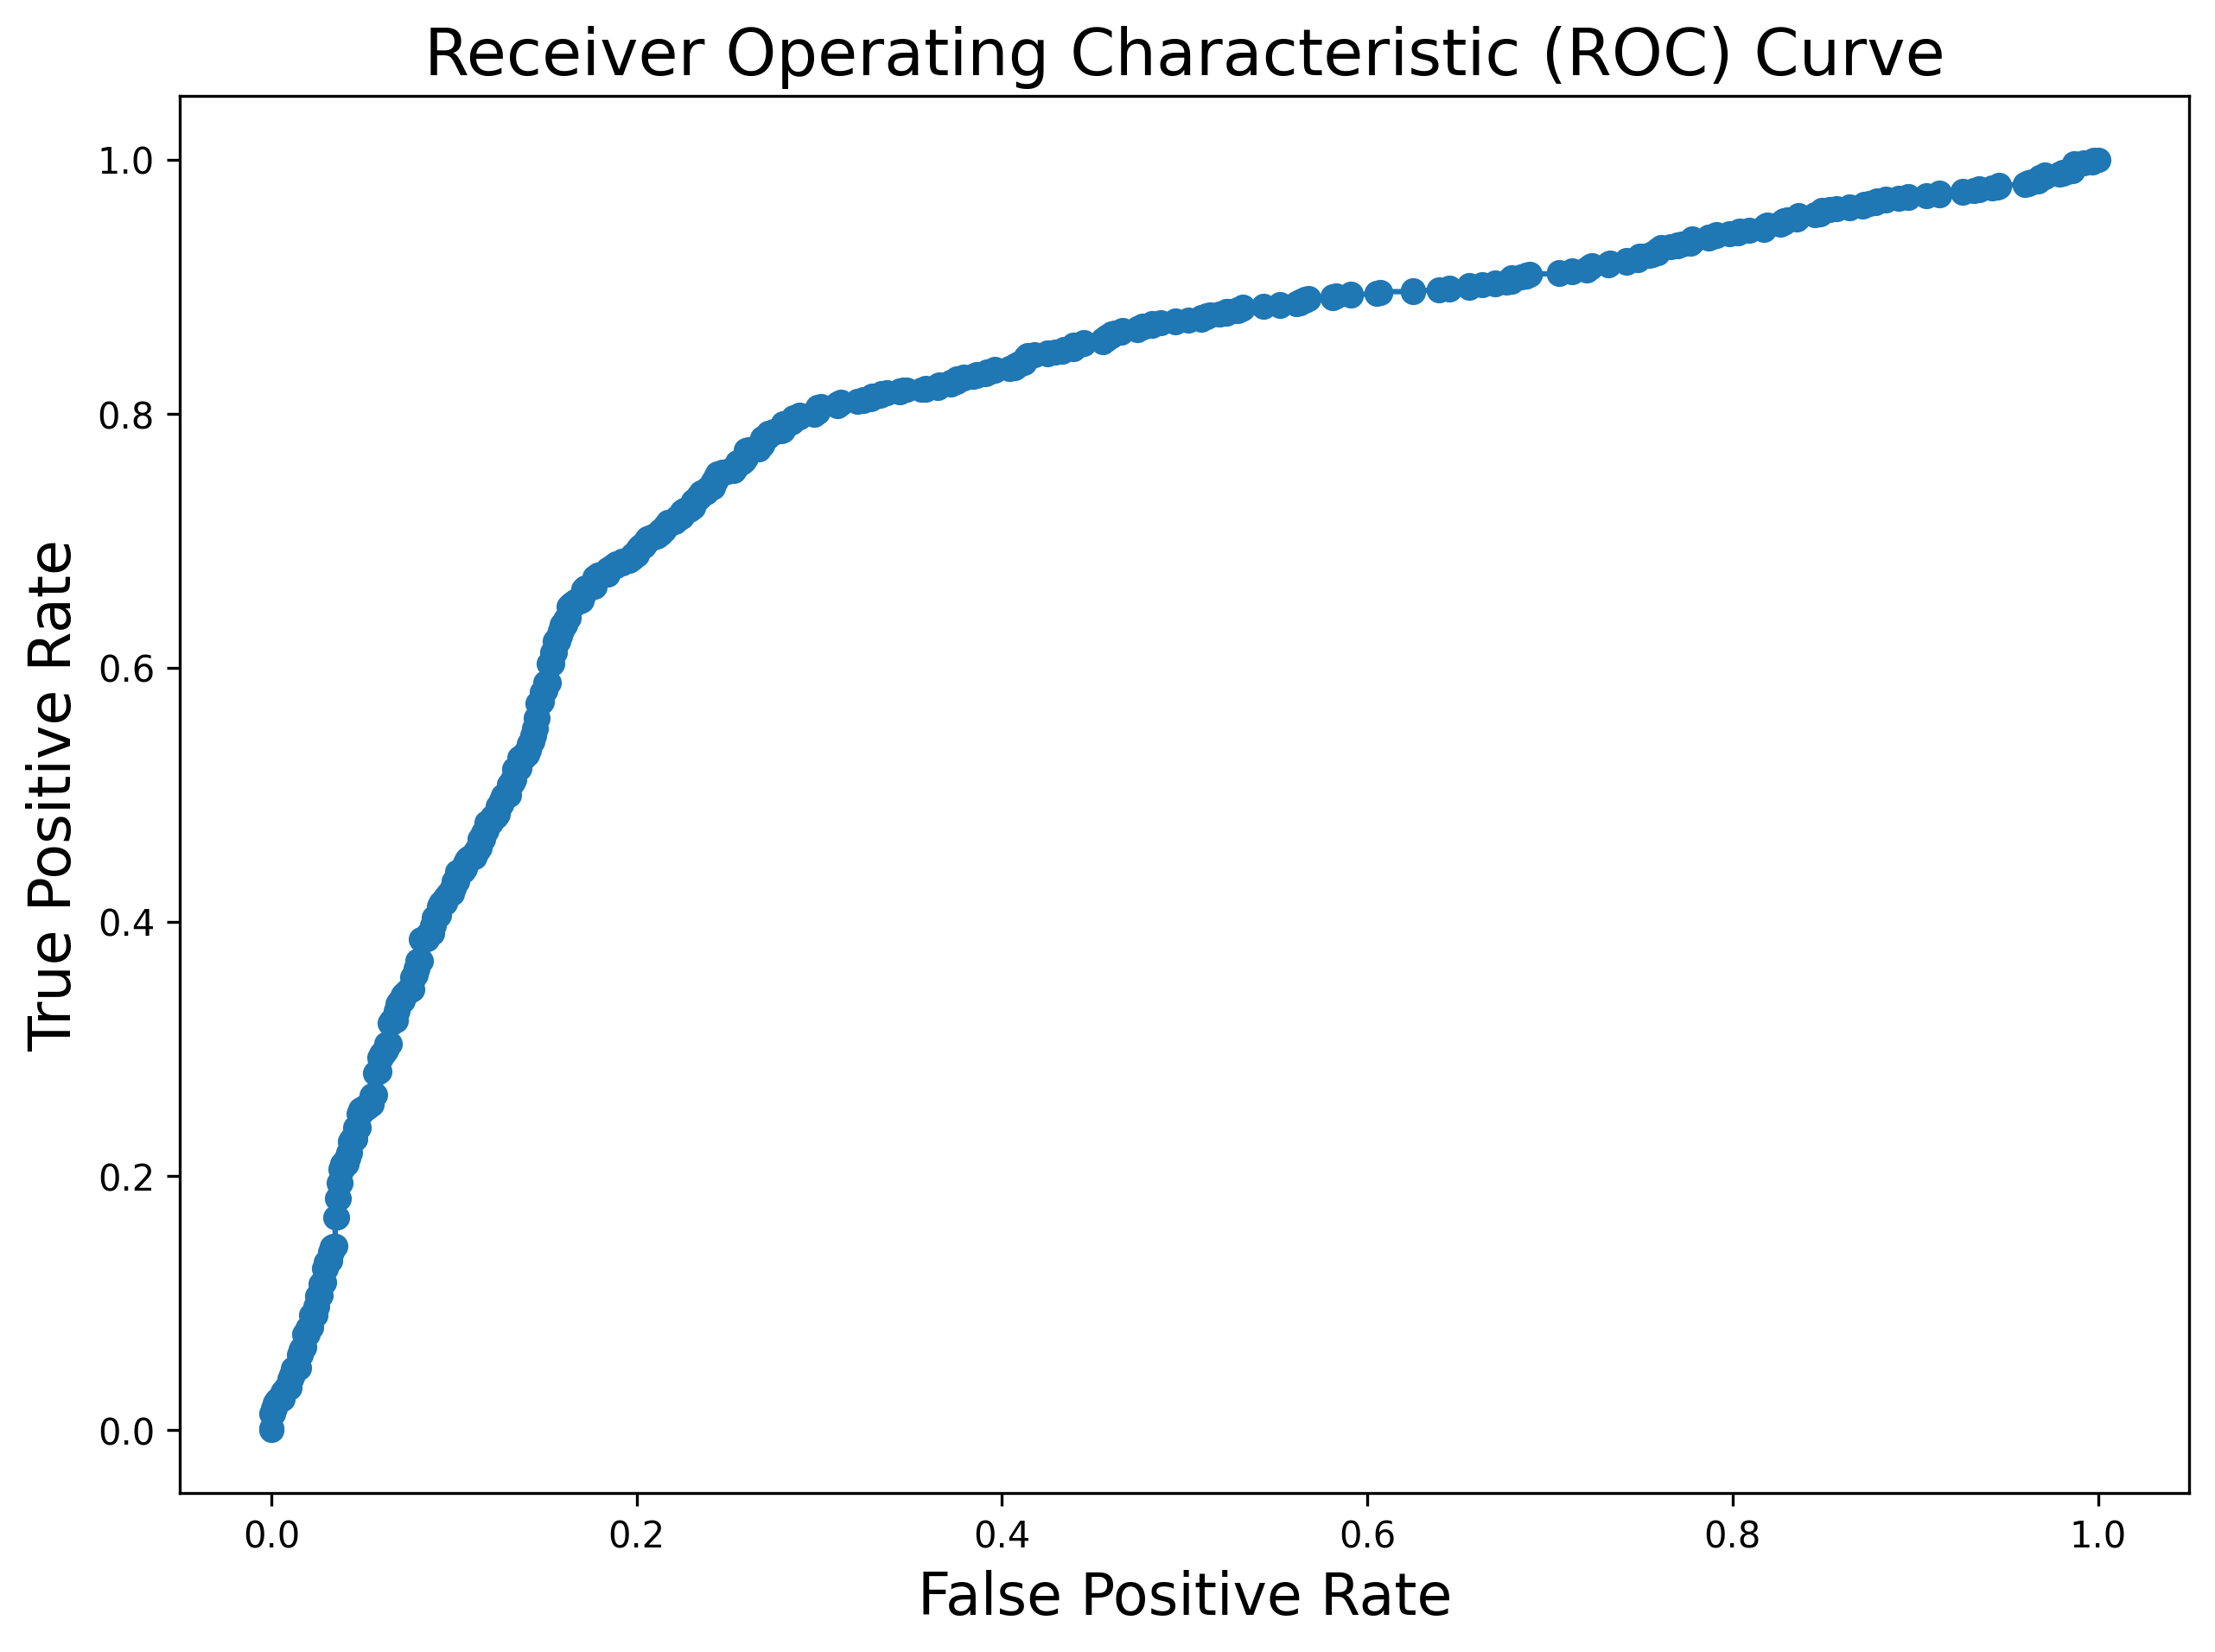 Receiver Operating Characteristic (ROC) Curve
True Positive Rate
1.0
0.8
0.6
0.4
0.2
0.0
0.0 0.2 0.4 0.6 0.8 1.0
False Positive Rate